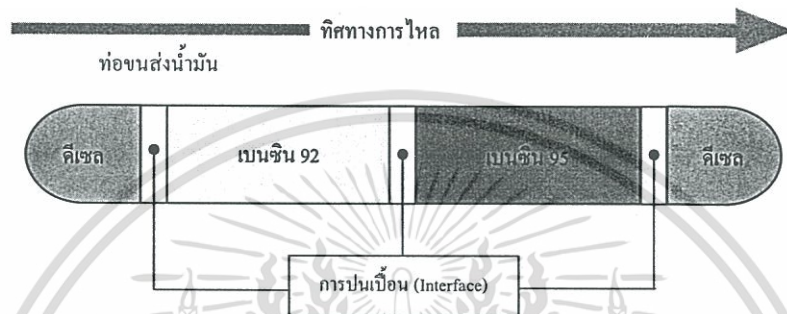 ทิศทางการไหล
ท่อขนส่งน้ำมัน
ดีเซล เบนซิน 92 เบนซิน 95 ดีเซล
การปนเปื้อน (Interface)